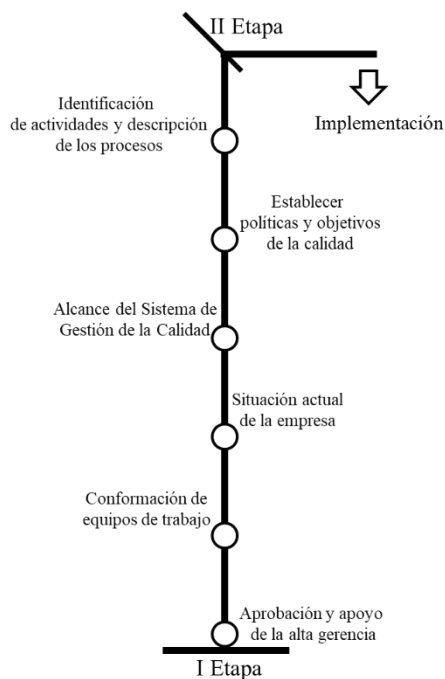 II Etapa
Implementación
Identificación
de actividades y descripción
de los procesos
Establecer
políticas y objetivos
de la calidad
Alcance del Sistema de
Gestión de la Calidad
Situación actual
de la empresa
Conformación de
equipos de trabajo
Aprobación y apoyo
de la alta gerencia
I Etapa